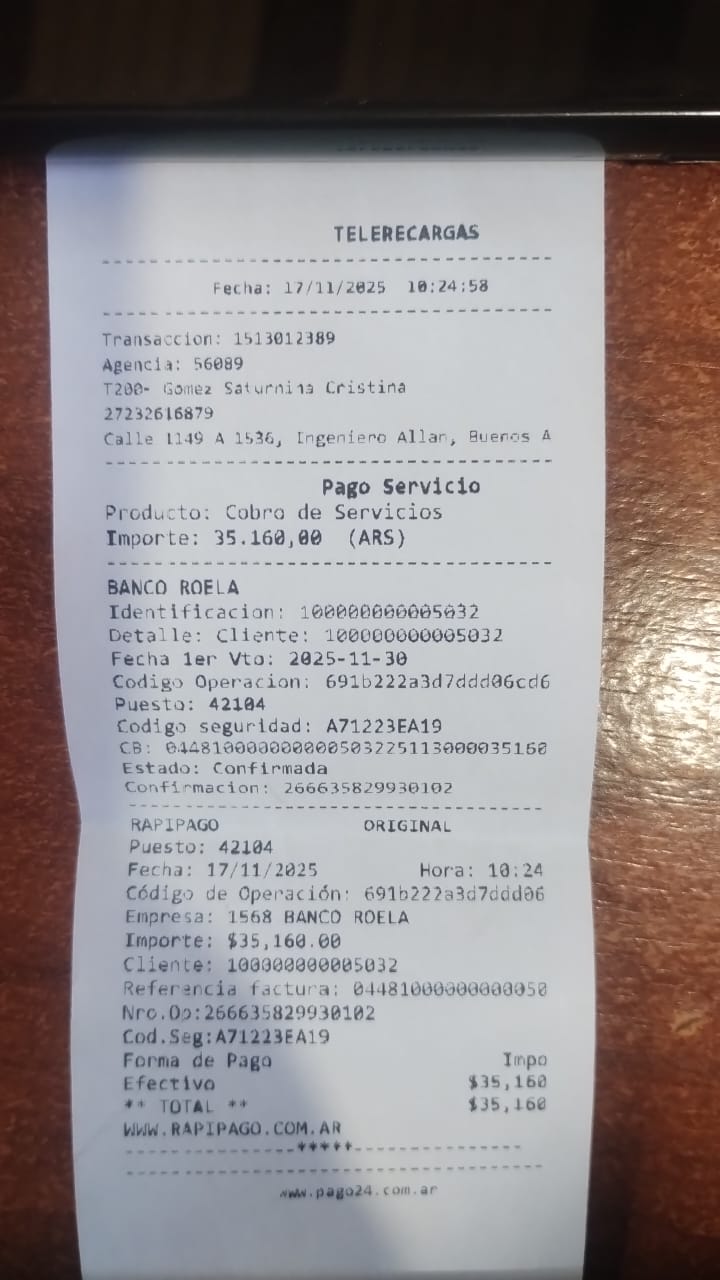 TELERECARGAS
Fecha: 17/11/2025 10:24:58
Transaccion: 1513012389
Agencia: 56089
T200- Gomez Saturnina Cristina
27232616879
Calle 1149 A 1536, Ingeniero Allan, Buenos A
Pago Servicio
Producto: Cobro de Servicios
Importe: 35.160,00 (ARS)
BANCO ROELA
Identificacion: 100000000005032
Detalle: Cliente: 100000000005032
Fecha 1er Vto: 2025-11-30
Codigo Operacion: 691b222a3d7ddd06cd6
Puesto: 42104
Codigo seguridad: A71223EA19
CB: 04481000000000050322511300003516​0
Estado: Confirmada
Confirmacion: 266635829930102
RAPIPAGO ORIGINAL
Puesto: 42104
Fecha: 17/11/2025 Hora: 10:24
Código de Operación: 691b222a3d7ddd06
Empresa: 1568 BANCO ROELA
Importe: $35,160.00
Cliente: 100000000005032
Referencia factura: 04481000000000050
Nro.Op:266635829930102
Cod.Seg:A71223EA19
Forma de Pago Impo
Efectivo $35,160
** TOTAL ** $35,160
WWW.RAPIPAGO.COM.AR
*****
www.pago24.com.ar